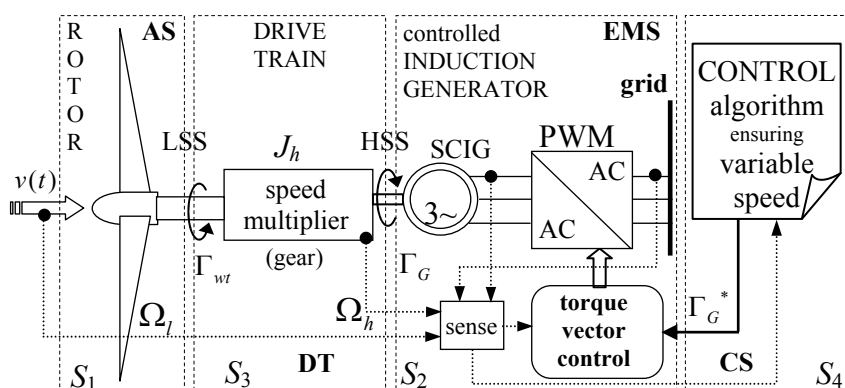 ROTOR
AS
DRIVE
TRAIN
controlled
INDUCTION
GENERATOR
EMS
grid
CONTROL
algorithm
ensuring
variable
speed
LSS
J_h
HSS
SCIG
PWM
v(t)
speed
multiplier
(gear)
3~
AC
AC
Γ_wt
Γ_G
Ω_l
Ω_h
sense
torque
vector
control
Γ_G*
S_1
S_3
DT
S_2
CS
S_4